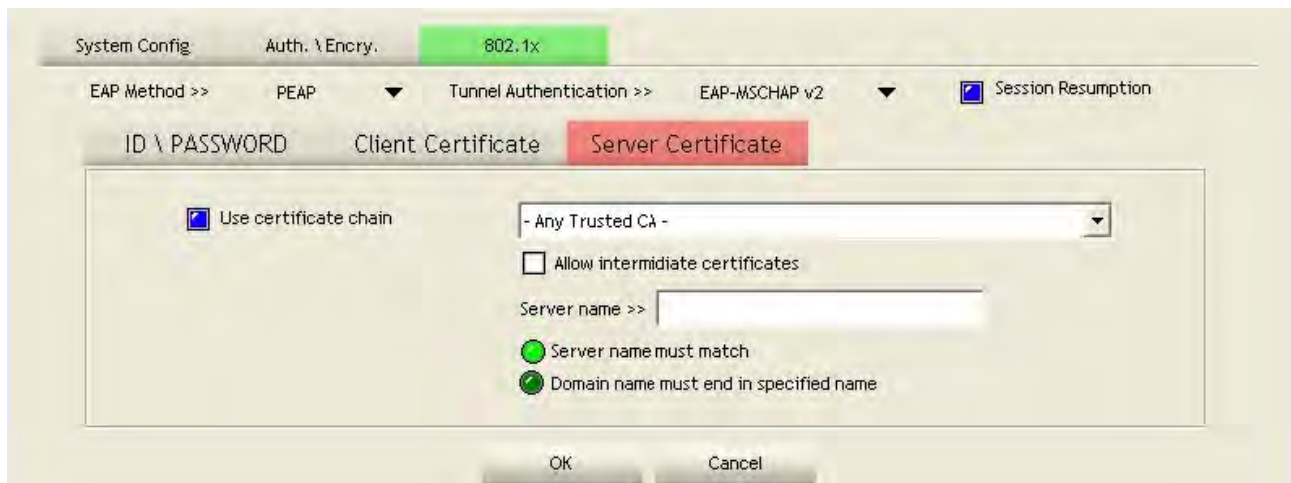 System Config Auth. \ Encry. 802.1x
EAP Method >> PEAP Tunnel Authentication >> EAP-MSCHAP v2 Session Resumption
ID \ PASSWORD Client Certificate Server Certificate
Use certificate chain - Any Trusted CA -
Allow intermidiate certificates
Server name >>
Server name must match
Domain name must end in specified name
OK Cancel